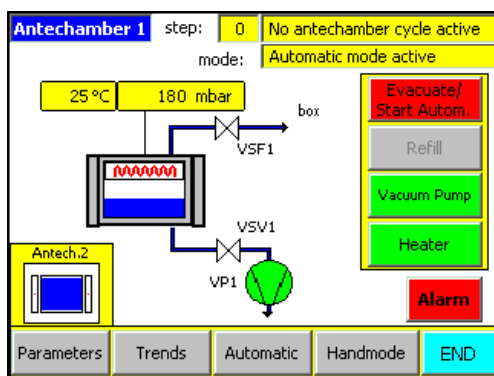 Antechamber 1 step: 0 No antechamber cycle active
mode: Automatic mode active
25 °C 180 mbar
box
VSF1
Evacuate/
Start Autom.
Refill
Vacuum Pump
Heater
VSV1
VP1
Antech.2
Alarm
Parameters Trends Automatic Handmode END